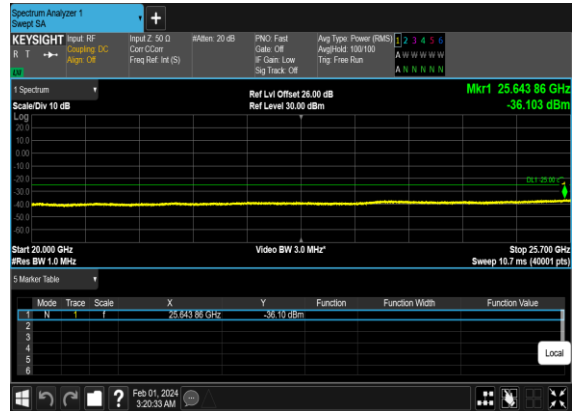 Spectrum Analyzer 1
Swept SA
+
KEYSIGHT Input: RF Input Z: 50 Ω #Atten: 20 dB PNO: Fast Avg Type: Power (RMS) 1 2 3 4 5 6
R T Coupling: DC Corr CCorr Gate: Off Avg|Hold: 100/100 A W W W W W
Align: Off Freq Ref: Int (S) IF Gain: Low Trig: Free Run
Sig Track: Off A N N N N N
1 Spectrum Ref Lvl Offset 26.00 dB Mkr1 25.643 86 GHz
Scale/Div 10 dB Ref Level 30.00 dBm -36.103 dBm
Log
20.0
10.0
0.00
-10.0
-20.0
-30.0
-40.0
-50.0
-60.0
Start 20.000 GHz Video BW 3.0 MHz* Stop 25.700 GHz
#Res BW 1.0 MHz Sweep 10.7 ms (40001 pts)
5 Marker Table
Mode Trace Scale X Y Function Function Width Function Value
1 N 1 f 25.643 86 GHz -36.10 dBm
2
3
4
5
6
Local
? Feb 01, 2024
3:20:33 AM